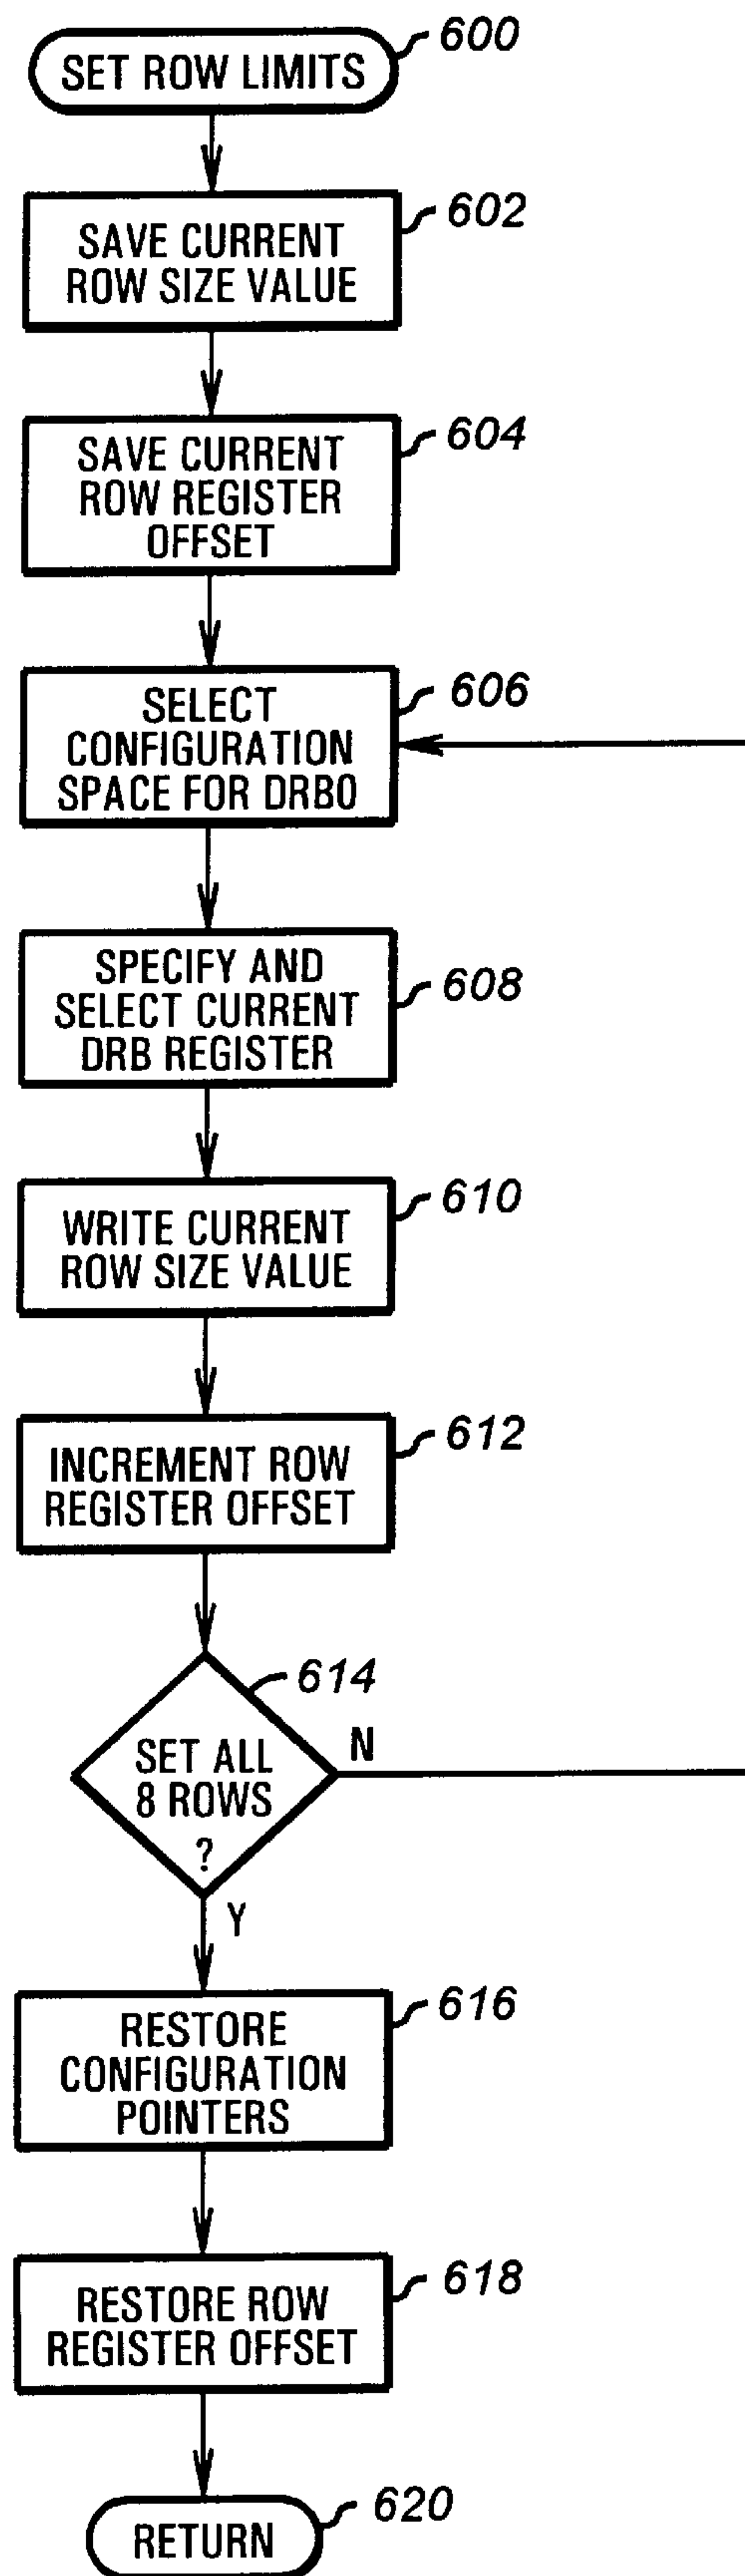 SET ROW LIMITS
600
SAVE CURRENT
ROW SIZE VALUE
602
SAVE CURRENT
ROW REGISTER
OFFSET
604
SELECT
CONFIGURATION
SPACE FOR DRB0
606
SPECIFY AND
SELECT CURRENT
DRB REGISTER
608
WRITE CURRENT
ROW SIZE VALUE
610
INCREMENT ROW
REGISTER OFFSET
612
SET ALL
8 ROWS
?
614
N
Y
RESTORE
CONFIGURATION
POINTERS
616
RESTORE ROW
REGISTER OFFSET
618
RETURN
620